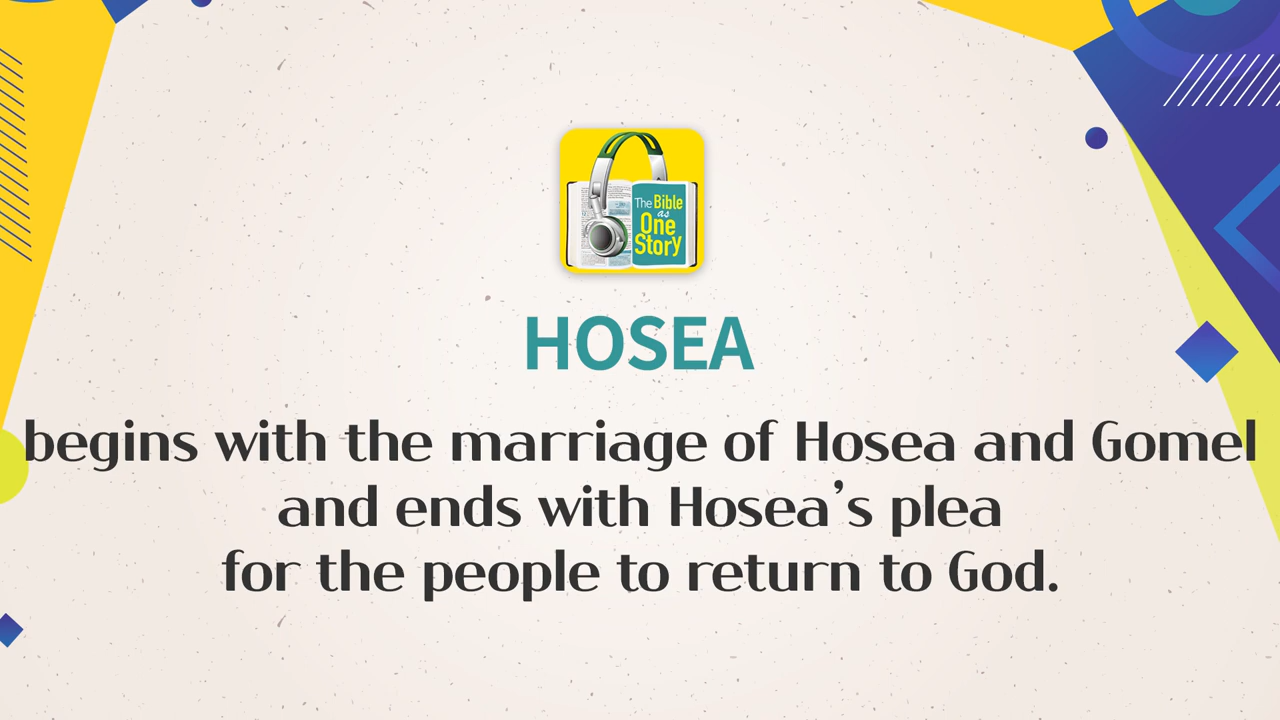 The Bible
as
One
Story
HOSEA
begins with the marriage of Hosea and Gomel
and ends with Hosea’s plea
for the people to return to God.